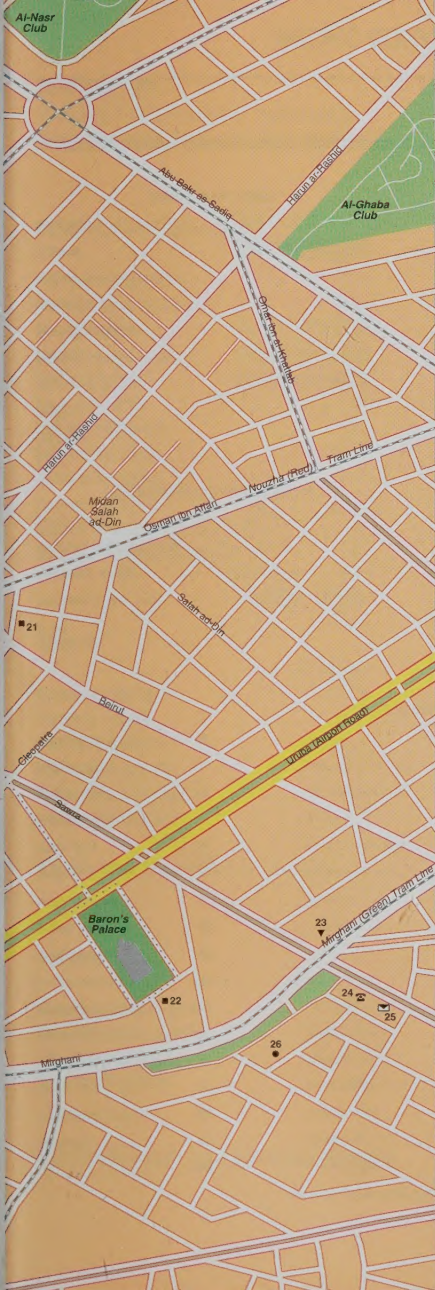 Al-Nasr
Club
Abu Bakr as-Sadiq
Harun ar-Rashid
Al-Ghaba
Club
Omar ibn al-Khattab
Harun ar-Rashid
Midan
Salah
ad-Din
Osman ibn Affan
Nouzha (Red)
Tram Line
Salah ad-Din
21
Beirut
Uruba (Airport Road)
Cleopatra
Sawra
Baron's
Palace
23
Mirghani (Green) Tram Line
22
24
25
26
Mirghani